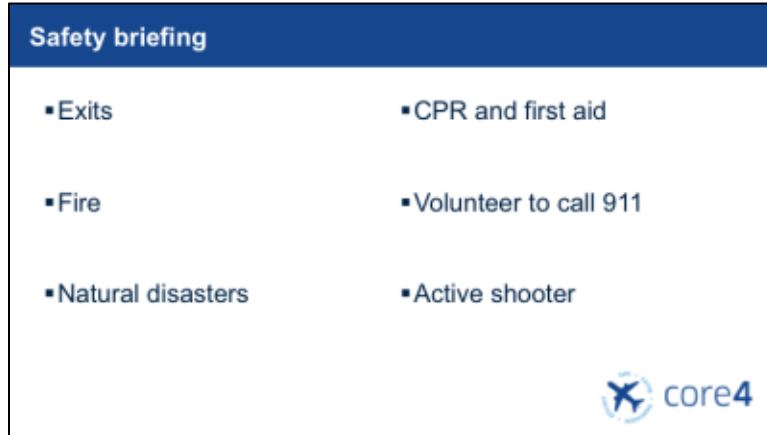 Safety briefing
▪Exits
▪Fire
▪Natural disasters
▪CPR and first aid
▪Volunteer to call 911
▪Active shooter
core4